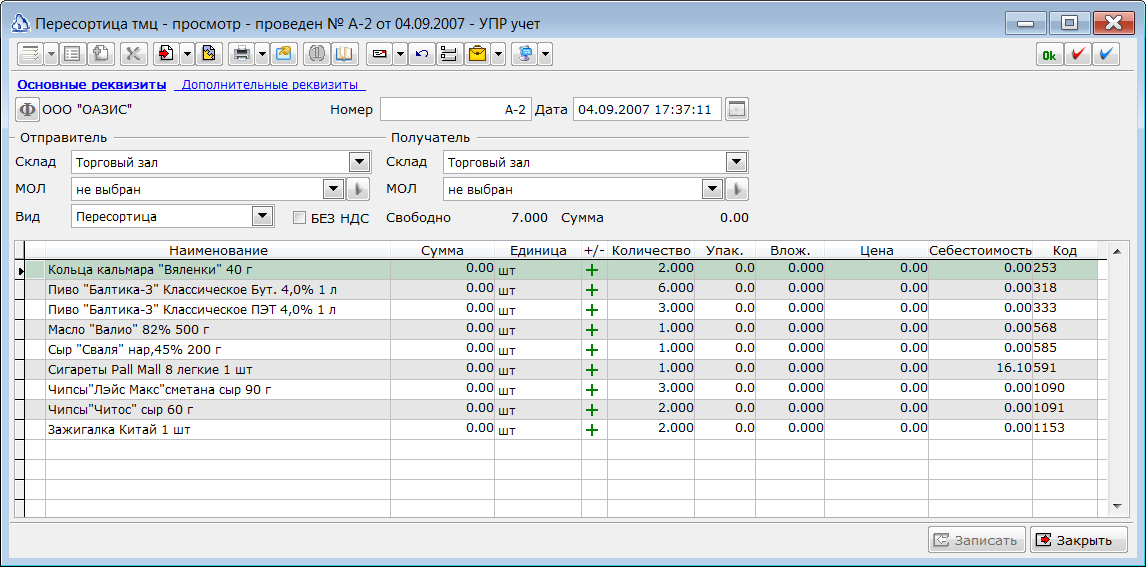 Пересортица тмц - просмотр - проведен № А-2 от 04.09.2007 - УПР учет
Ok
Основные реквизиты Дополнительные реквизиты
Ф ООО "ОАЗИС" Номер А-2 Дата 04.09.2007 17:37:11
Отправитель Получатель
Склад Торговый зал Склад Торговый зал
МОЛ не выбран МОЛ не выбран
Вид Пересортица БЕЗ НДС Свободно 7.000 Сумма 0.00
Наименование Сумма Единица +/- Количество Упак. Влож. Цена Себестоимость Код
Кольца кальмара "Вяленки" 40 г 0.00 шт + 2.000 0.0 0.000 0.00 0.00 253
Пиво "Балтика-3" Классическое Бут. 4,0% 1 л 0.00 шт + 6.000 0.0 0.000 0.00 0.00 318
Пиво "Балтика-3" Классическое ПЭТ 4,0% 1 л 0.00 шт + 3.000 0.0 0.000 0.00 0.00 333
Масло "Валио" 82% 500 г 0.00 шт + 1.000 0.0 0.000 0.00 0.00 568
Сыр "Сваля" нар,45% 200 г 0.00 шт + 1.000 0.0 0.000 0.00 0.00 585
Сигареты Pall Mall 8 легкие 1 шт 0.00 шт + 1.000 0.0 0.000 0.00 16.10 591
Чипсы"Лэйс Макс"сметана сыр 90 г 0.00 шт + 3.000 0.0 0.000 0.00 0.00 1090
Чипсы"Читос" сыр 60 г 0.00 шт + 2.000 0.0 0.000 0.00 0.00 1091
Зажигалка Китай 1 шт 0.00 шт + 2.000 0.0 0.000 0.00 0.00 1153
Записать Закрыть